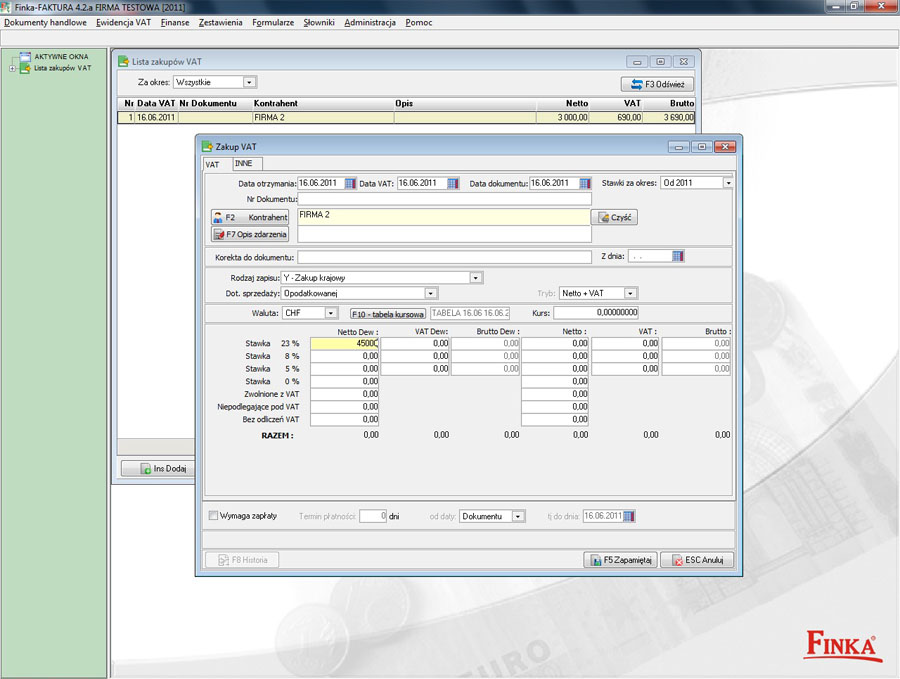 Finka-FAKTURA 4.2.a FIRMA TESTOWA [2011]
Dokumenty handlowe Ewidencja VAT Finanse Zestawienia Formularze Słowniki Administracja Pomoc
AKTYWNE OKNA
Lista zakupów VAT
Lista zakupów VAT
Za okres: Wszystkie
F3 Odśwież
Nr Data VAT Nr Dokumentu Kontrahent Opis Netto VAT Brutto
1 16.06.2011 FIRMA 2 3 000,00 690,00 3 690,00
Ins Dodaj
Zakup VAT
VAT INNE
Data otrzymania: 16.06.2011 Data VAT: 16.06.2011 Data dokumentu: 16.06.2011 Stawki za okres: Od 2011
Nr Dokumentu:
F2 Kontrahent FIRMA 2 Czyść
F7 Opis zdarzenia
Korekta do dokumentu: Z dnia: . .
Rodzaj zapisu: Y - Zakup krajowy
Dot. sprzedaży: Opodatkowanej Tryb: Netto + VAT
Waluta: CHF F10 - tabela kursowa TABELA 16.06 16.06.2 Kurs: 0,00000000
Netto Dew : VAT Dew: Brutto Dew : Netto : VAT : Brutto :
Stawka 23 % 4500 0,00 0,00 0,00 0,00 0,00
Stawka 8 % 0,00 0,00 0,00 0,00 0,00 0,00
Stawka 5 % 0,00 0,00 0,00 0,00 0,00 0,00
Stawka 0 % 0,00 0,00
Zwolnione z VAT 0,00 0,00
Niepodlegające pod VAT 0,00 0,00
Bez odliczeń VAT 0,00 0,00
RAZEM : 0,00 0,00 0,00 0,00 0,00 0,00
Wymaga zapłaty Termin płatności: 0 dni od daty: Dokumentu tj do dnia: 16.06.2011
F8 Historia F5 Zapamiętaj ESC Anuluj
EURO
FINKA®